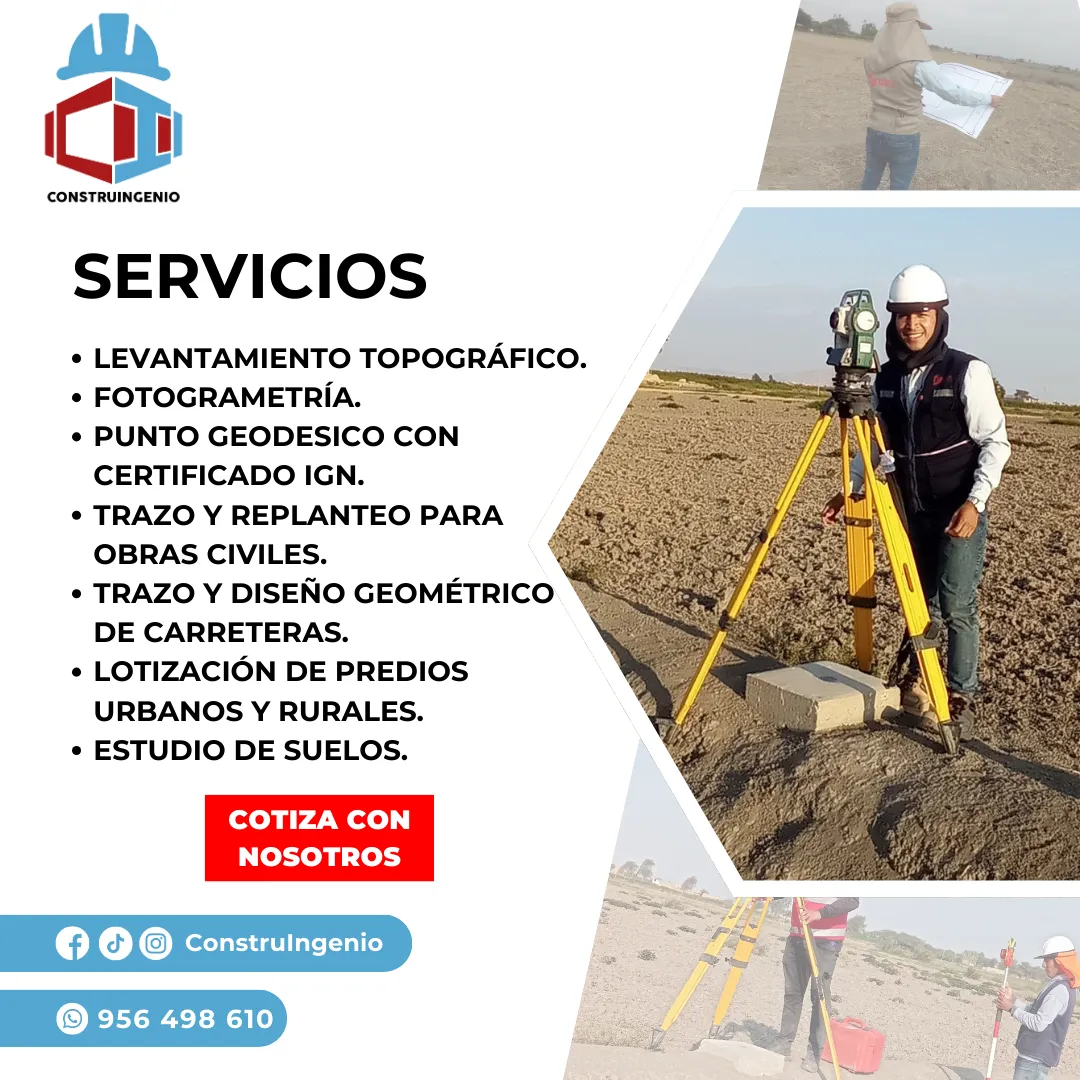 CONSTRUINGENIO
SERVICIOS
• LEVANTAMIENTO TOPOGRÁFICO.
• FOTOGRAMETRÍA.
• PUNTO GEODESICO CON
CERTIFICADO IGN.
• TRAZO Y REPLANTEO PARA
OBRAS CIVILES.
• TRAZO Y DISEÑO GEOMÉTRICO
DE CARRETERAS.
• LOTIZACIÓN DE PREDIOS
URBANOS Y RURALES.
• ESTUDIO DE SUELOS.
COTIZA CON
NOSOTROS
ConstruIngenio
956 498 610